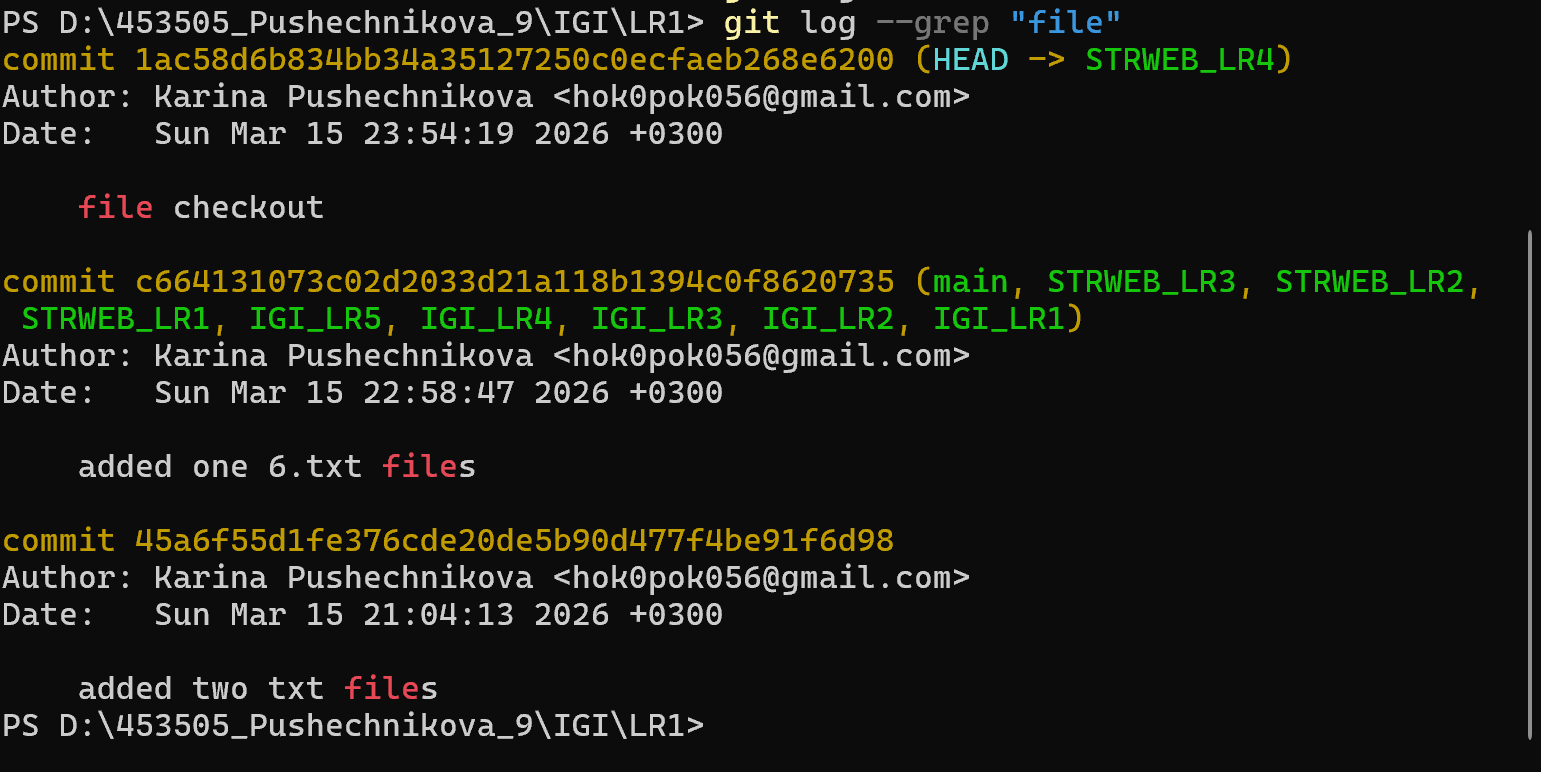 PS D:\453505_Pushechnikova_9\IGI\LR1> git log --grep "file"
commit 1ac58d6b834bb34a35127250c0ecfaeb268e6200 (HEAD -> STRWEB_LR4)
Author: Karina Pushechnikova <hok0pok056@gmail.com>
Date:   Sun Mar 15 23:54:19 2026 +0300
    file checkout
commit c664131073c02d2033d21a118b1394c0f8620735 (main, STRWEB_LR3, STRWEB_LR2,
 STRWEB_LR1, IGI_LR5, IGI_LR4, IGI_LR3, IGI_LR2, IGI_LR1)
Author: Karina Pushechnikova <hok0pok056@gmail.com>
Date:   Sun Mar 15 22:58:47 2026 +0300
    added one 6.txt files
commit 45a6f55d1fe376cde20de5b90d477f4be91f6d98
Author: Karina Pushechnikova <hok0pok056@gmail.com>
Date:   Sun Mar 15 21:04:13 2026 +0300
    added two txt files
PS D:\453505_Pushechnikova_9\IGI\LR1>